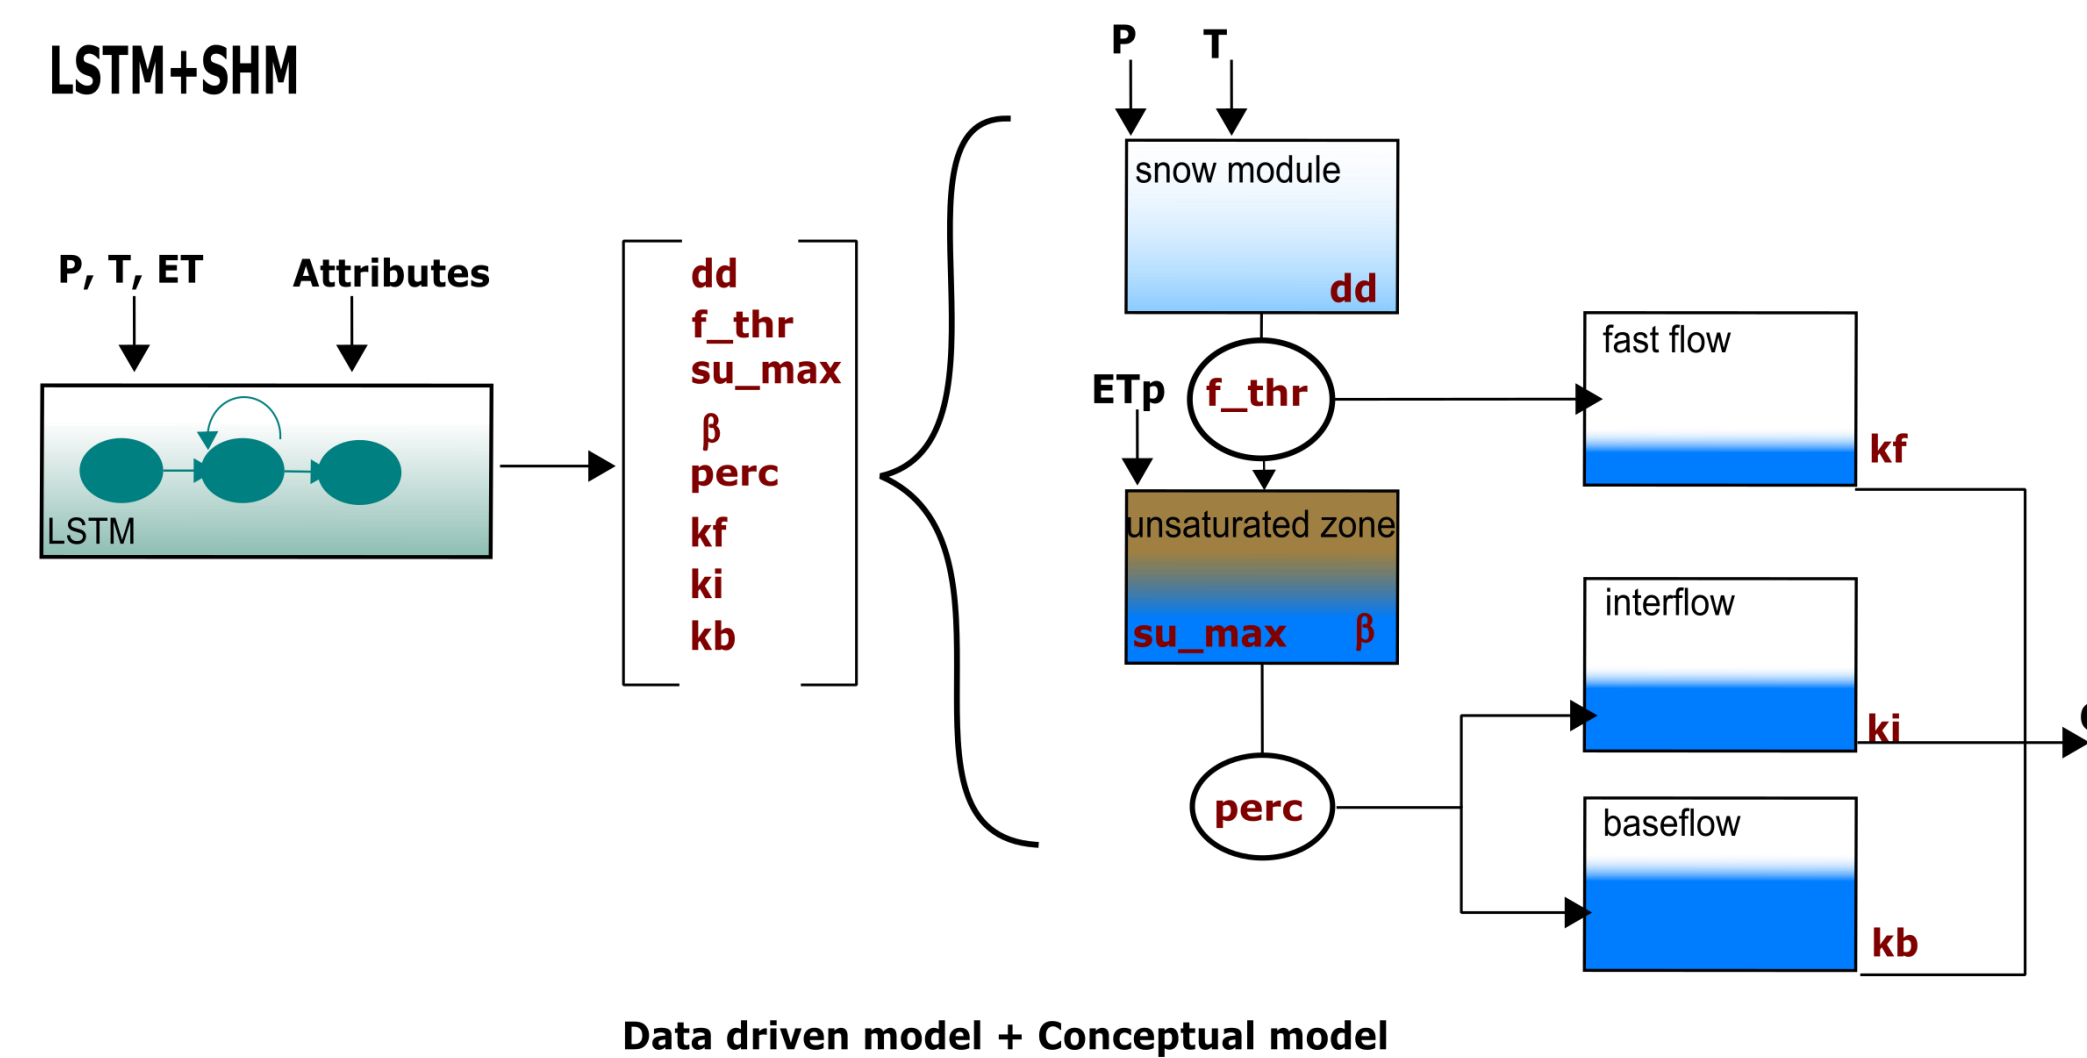 LSTM+SHM
P, T, ET
Attributes
LSTM
dd
f_thr
su_max
β
perc
kf
ki
kb
P
T
snow module
dd
f_thr
ETp
unsaturated zone
su_max
β
perc
fast flow
kf
interflow
ki
baseflow
kb
Data driven model + Conceptual model